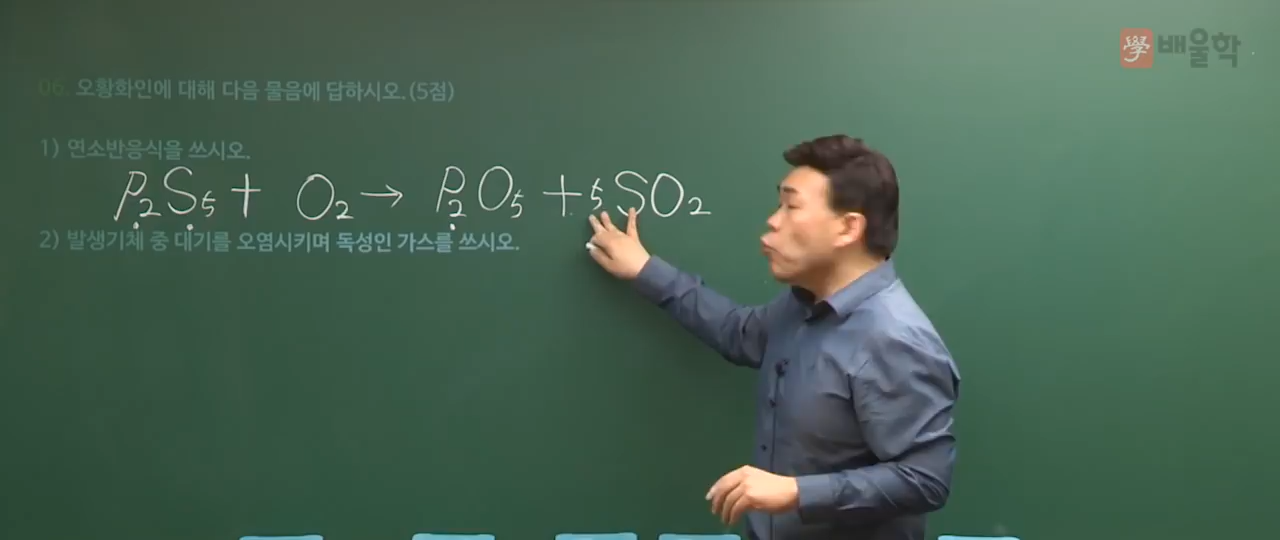 學 배울학
06. 오황화인에 대해 다음 물음에 답하시오. (5점)
1) 연소반응식을 쓰시오.
P₂S₅ + O₂ → P₂O₅ + 5SO₂
2) 발생기체 중 대기를 오염시키며 독성인 가스를 쓰시오.